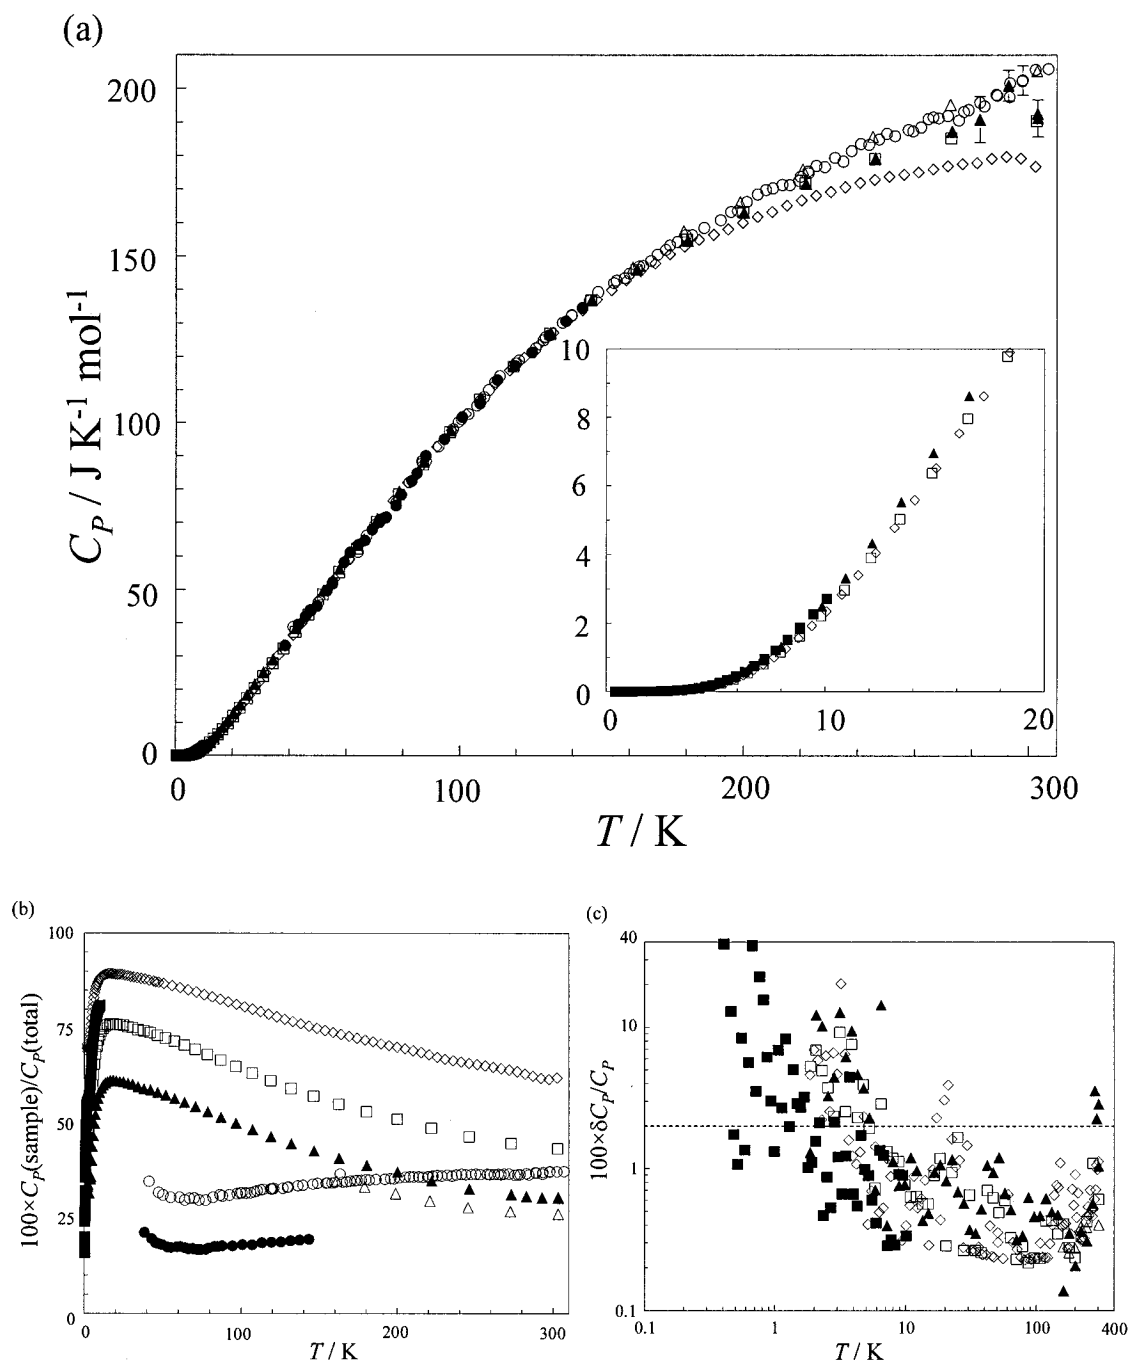 (a)
200
150
100
50
0
C_P / J K⁻¹ mol⁻¹
0 100 200 300
T / K
10
8
6
4
2
0
0 10 20
(b)
100
75
50
25
0
100×C_P(sample)/C_P(total)
0 100 200 300
T / K
(c)
40
10
1
0.1
100×δC_P/C_P
0.1 1 10 100 400
T / K